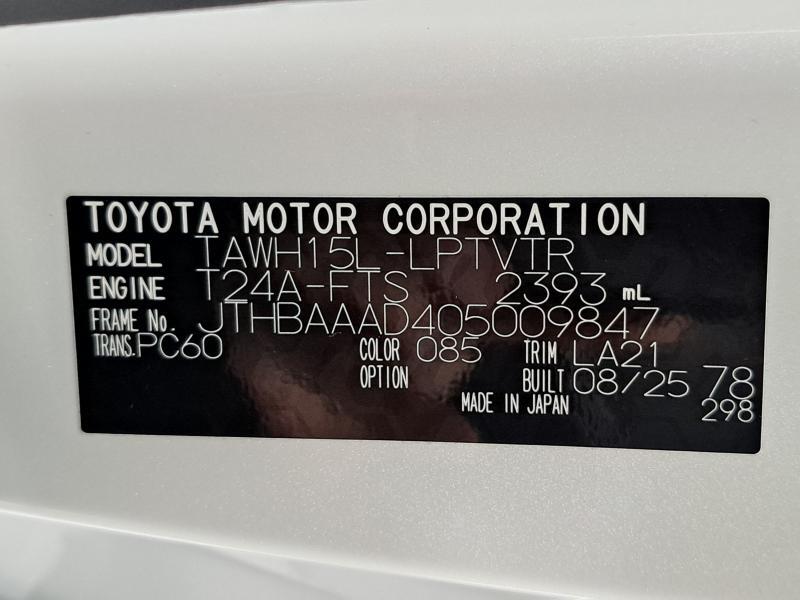 TOYOTA MOTOR CORPORATION
MODEL TAWH15L-LPTVTR
ENGINE T24A-FTS 2393 mL
FRAME No. JTHBAAAD405009847
TRANS. PC60 COLOR 085 TRIM LA21
OPTION BUILT 08/25 78
MADE IN JAPAN 298